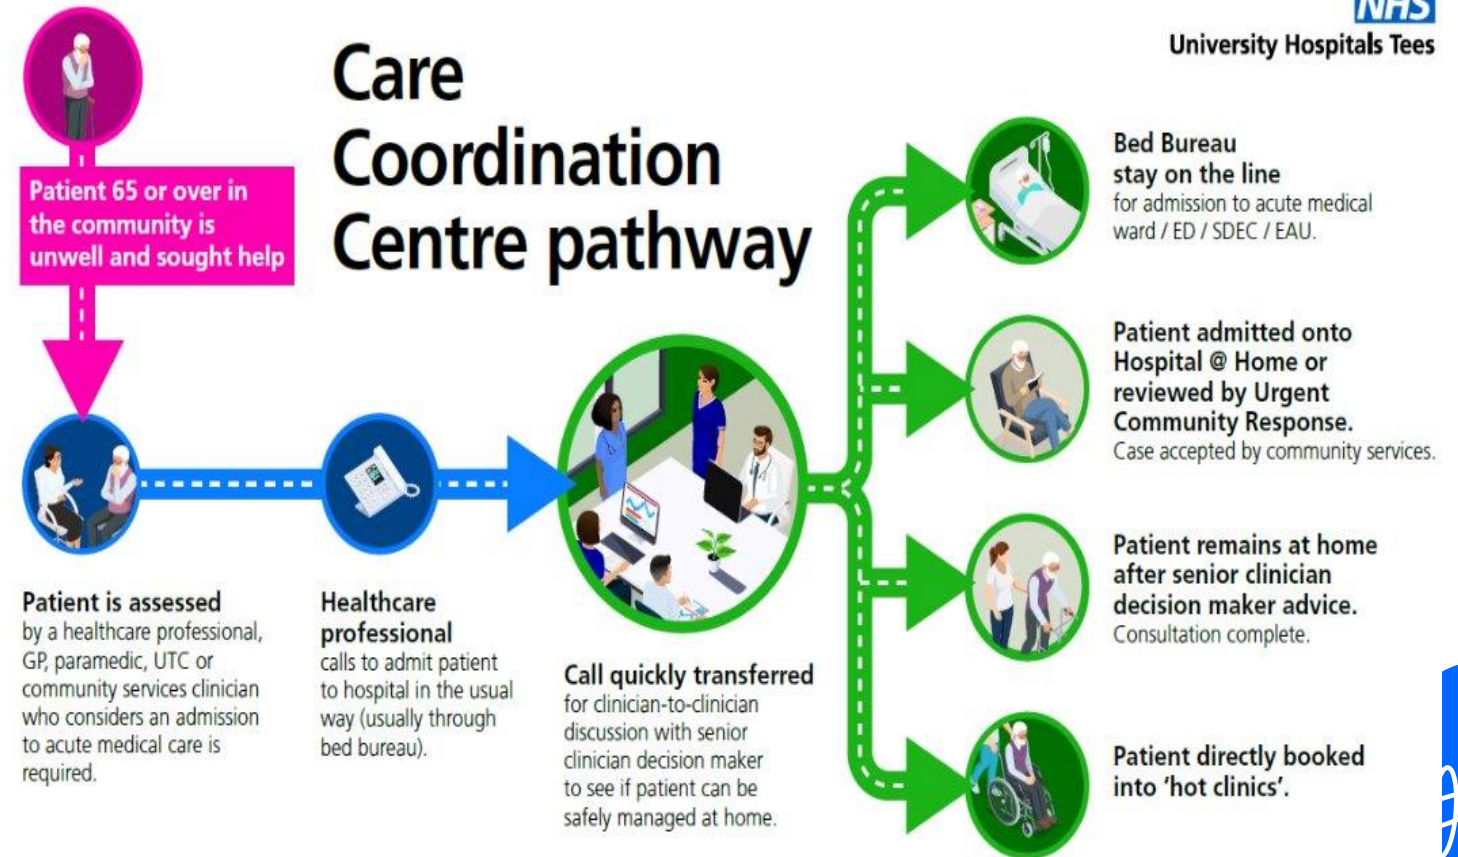 NHS
University Hospitals Tees
Care
Coordination
Centre pathway
Patient 65 or over in
the community is
unwell and sought help
Patient is assessed
by a healthcare professional,
GP, paramedic, UTC or
community services clinician
who considers an admission
to acute medical care is
required.
Healthcare
professional
calls to admit patient
to hospital in the usual
way (usually through
bed bureau).
Call quickly transferred
for clinician-to-clinician
discussion with senior
clinician decision maker
to see if patient can be
safely managed at home.
Bed Bureau
stay on the line
for admission to acute medical
ward / ED / SDEC / EAU.
Patient admitted onto
Hospital @ Home or
reviewed by Urgent
Community Response.
Case accepted by community services.
Patient remains at home
after senior clinician
decision maker advice.
Consultation complete.
Patient directly booked
into ‘hot clinics’.